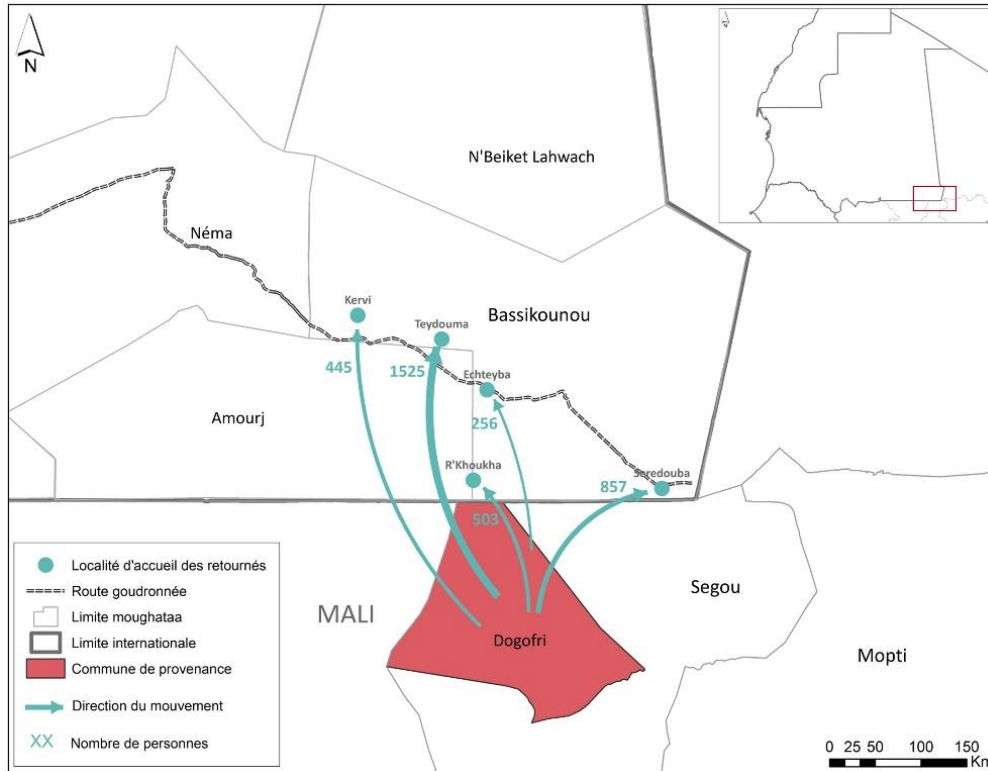 N
N'Beiket Lahwach
Néma
Kervi
Teydouma
Bassikounou
445
1525
Echteyba
256
Amourj
R'Khoukha
Seredouba
857
503
Segou
MALI
Dogofri
Mopti
Localité d'accueil des retournés
Route goudronnée
Limite moughataa
Limite internationale
Commune de provenance
Direction du mouvement
XX Nombre de personnes
0 25 50 100 150
Km